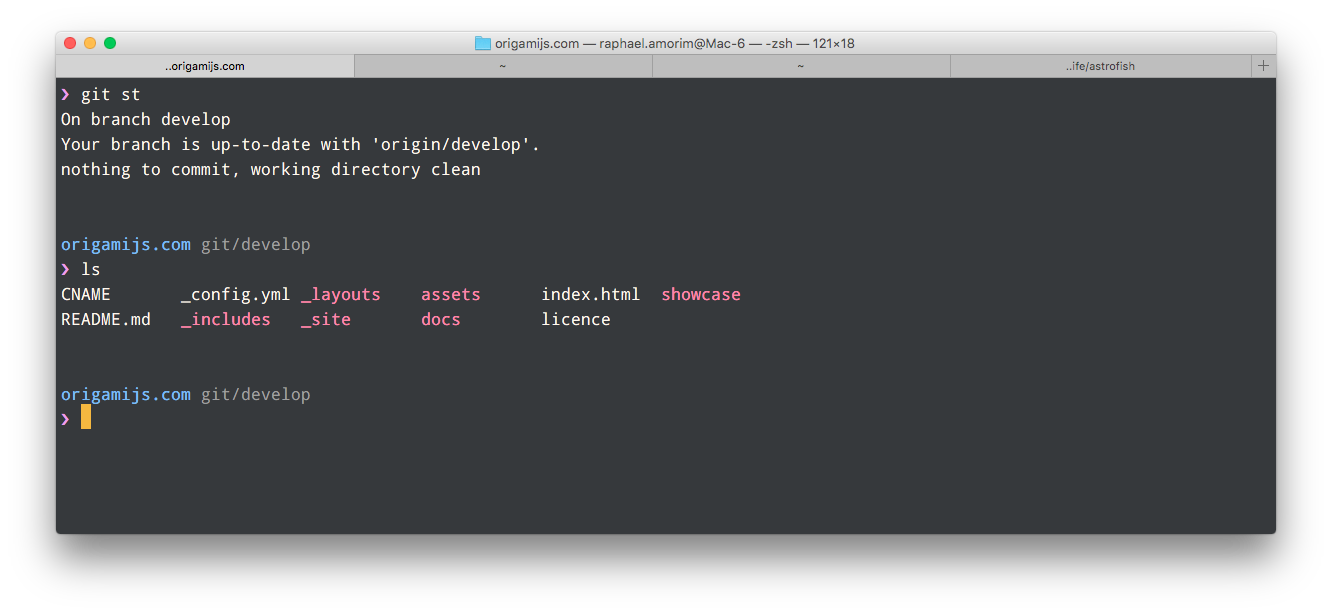 origamijs.com — raphael.amorim@Mac-6 — -zsh — 121×18
..origamijs.com ~ ~ ..ife/astrofish +
❯ git st
On branch develop
Your branch is up-to-date with 'origin/develop'.
nothing to commit, working directory clean
origamijs.com git/develop
❯ ls
CNAME _config.yml _layouts assets index.html showcase
README.md _includes _site docs licence
origamijs.com git/develop
❯